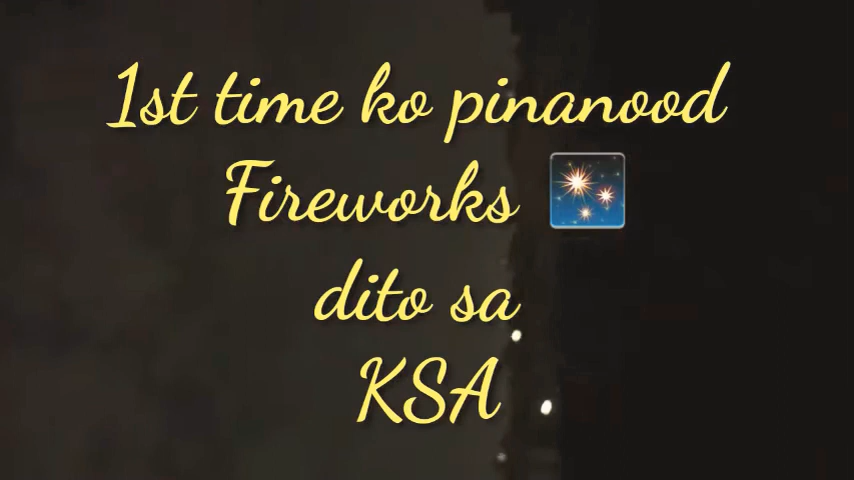 1st time ko pinanood
Fireworks 🎇
dito sa
KSA